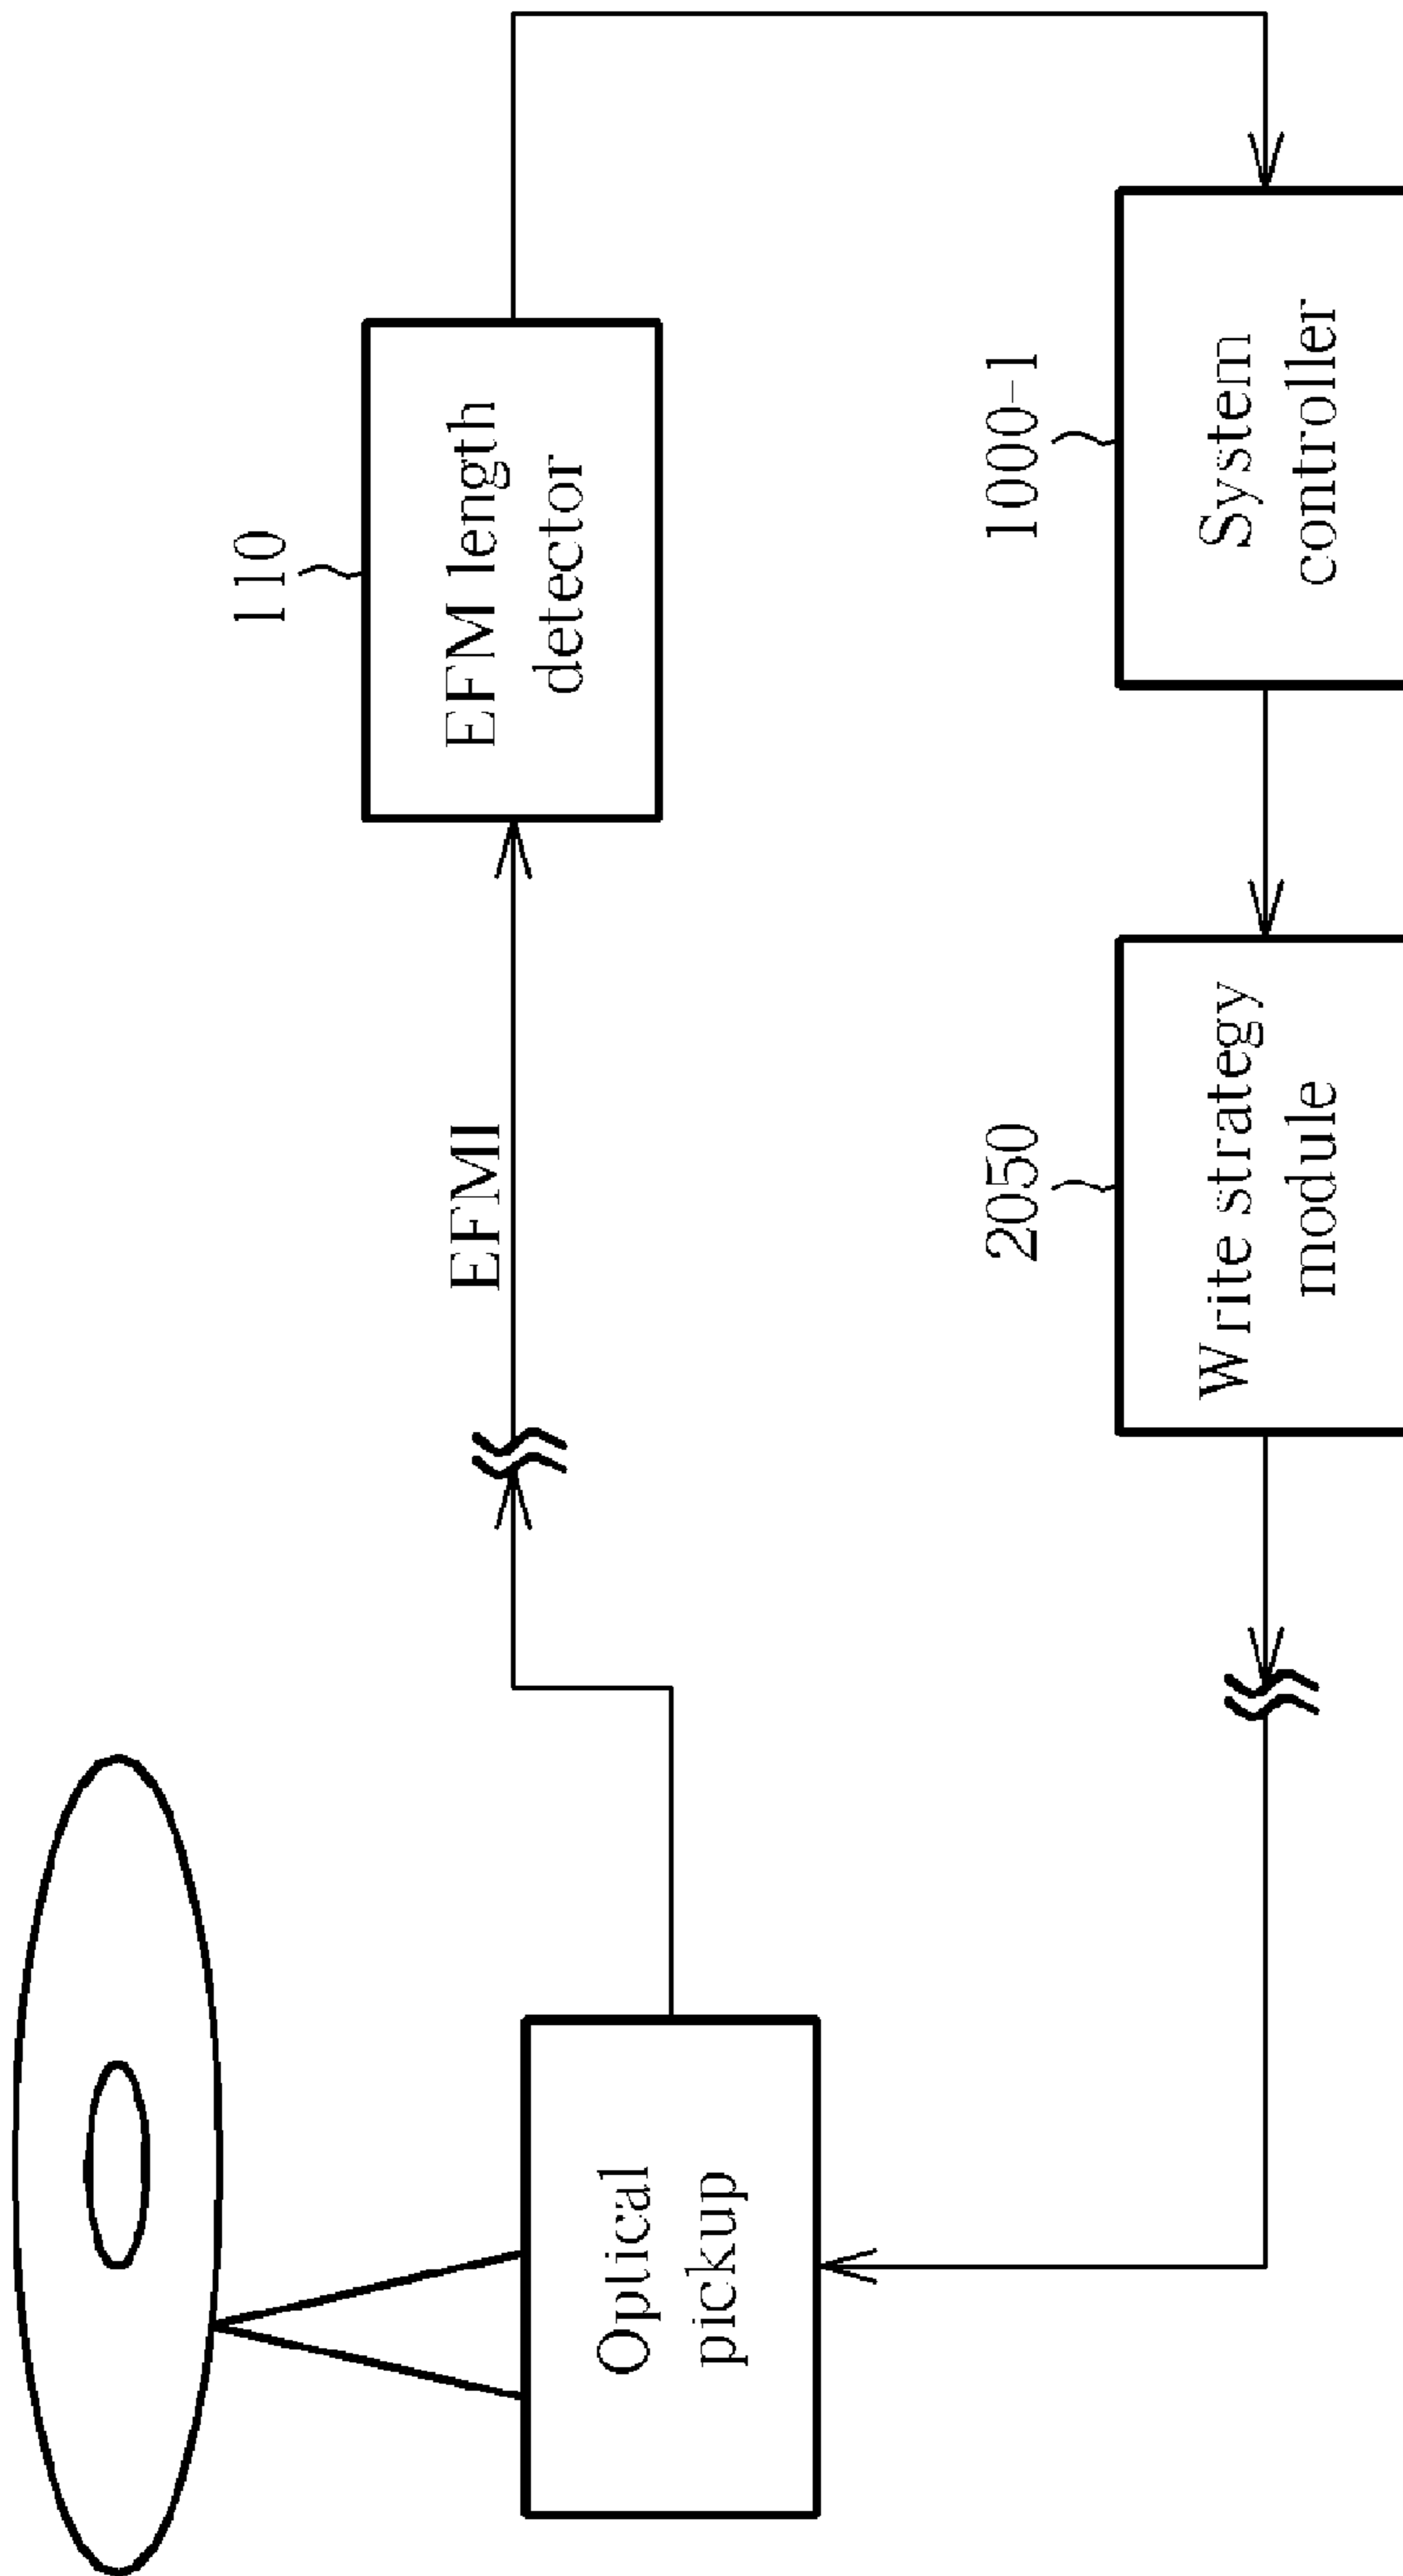 110
EFM length
detector
EFMI
Optical
pickup
2050
Write strategy
module
1000-1
System
controller